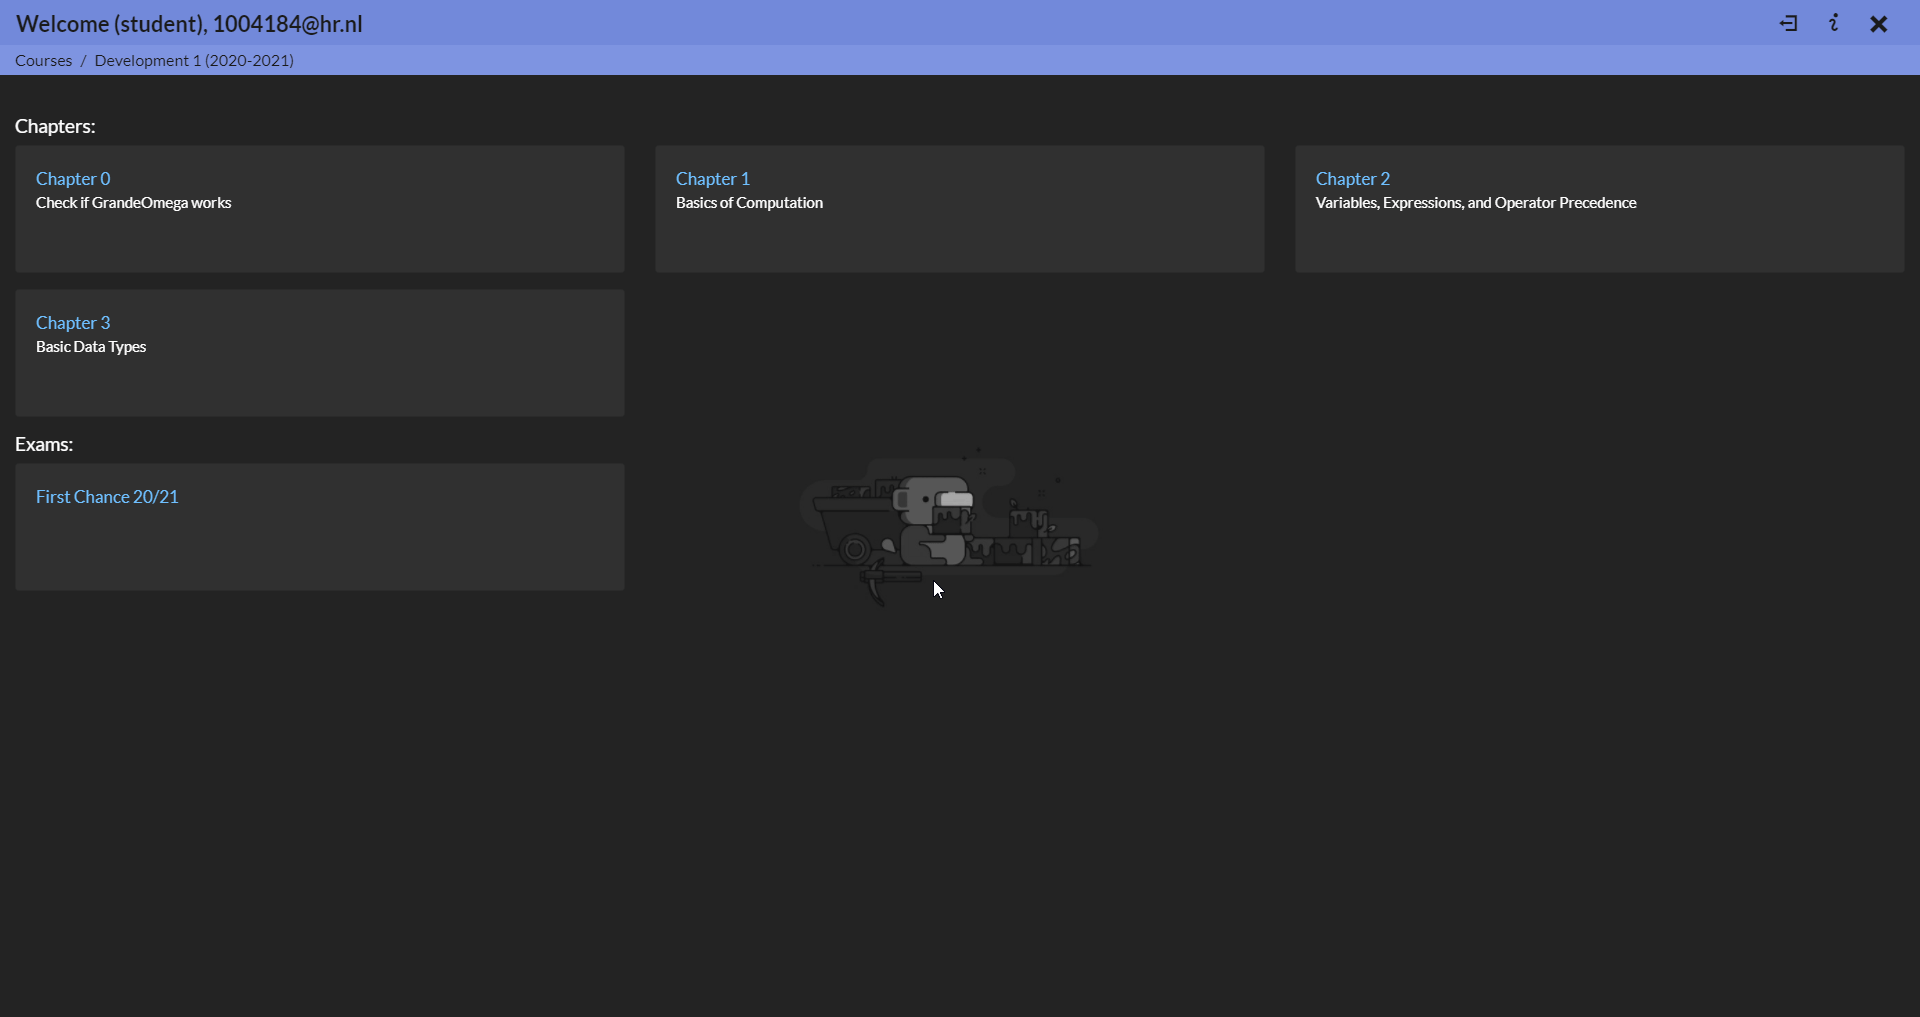 Welcome (student), 1004184@hr.nl
Courses / Development 1 (2020-2021)
Chapters:
Chapter 0
Check if GrandeOmega works
Chapter 1
Basics of Computation
Chapter 2
Variables, Expressions, and Operator Precedence
Chapter 3
Basic Data Types
Exams:
First Chance 20/21